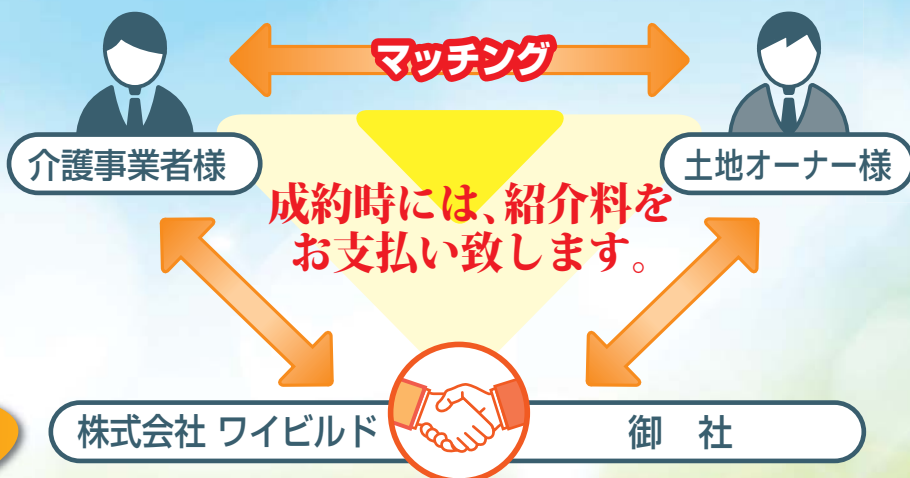 マッチング
介護事業者様
土地オーナー様
成約時には、紹介料を
お支払い致します。
株式会社 ワイビルド
御 社